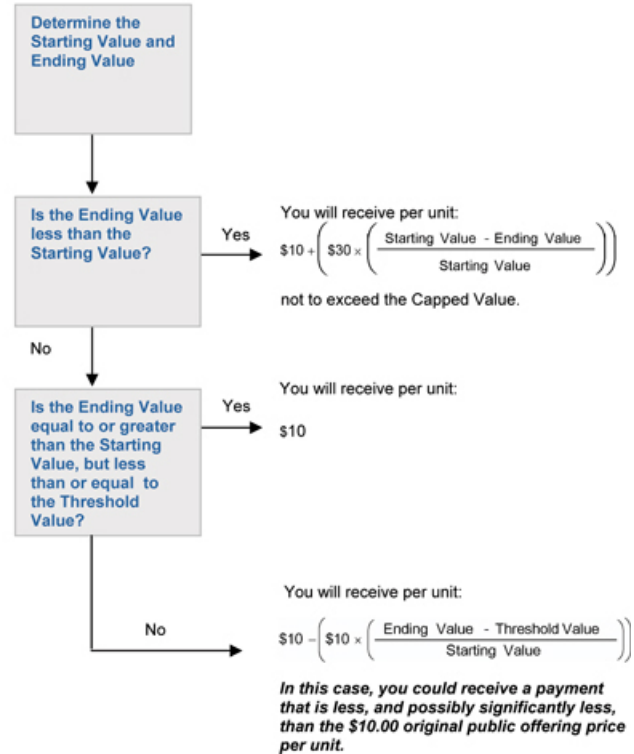 Determine the
Starting Value and
Ending Value
Is the Ending Value
less than the
Starting Value?
Yes
You will receive per unit:
$10 + ( $30 × ( Starting Value - Ending Value
Starting Value ) )
not to exceed the Capped Value.
No
Is the Ending Value
equal to or greater
than the Starting
Value, but less
than or equal to
the Threshold
Value?
Yes
You will receive per unit:
$10
No
You will receive per unit:
$10 – ( $10 × ( Ending Value - Threshold Value
Starting Value ) )
In this case, you could receive a payment
that is less, and possibly significantly less,
than the $10.00 original public offering price
per unit.